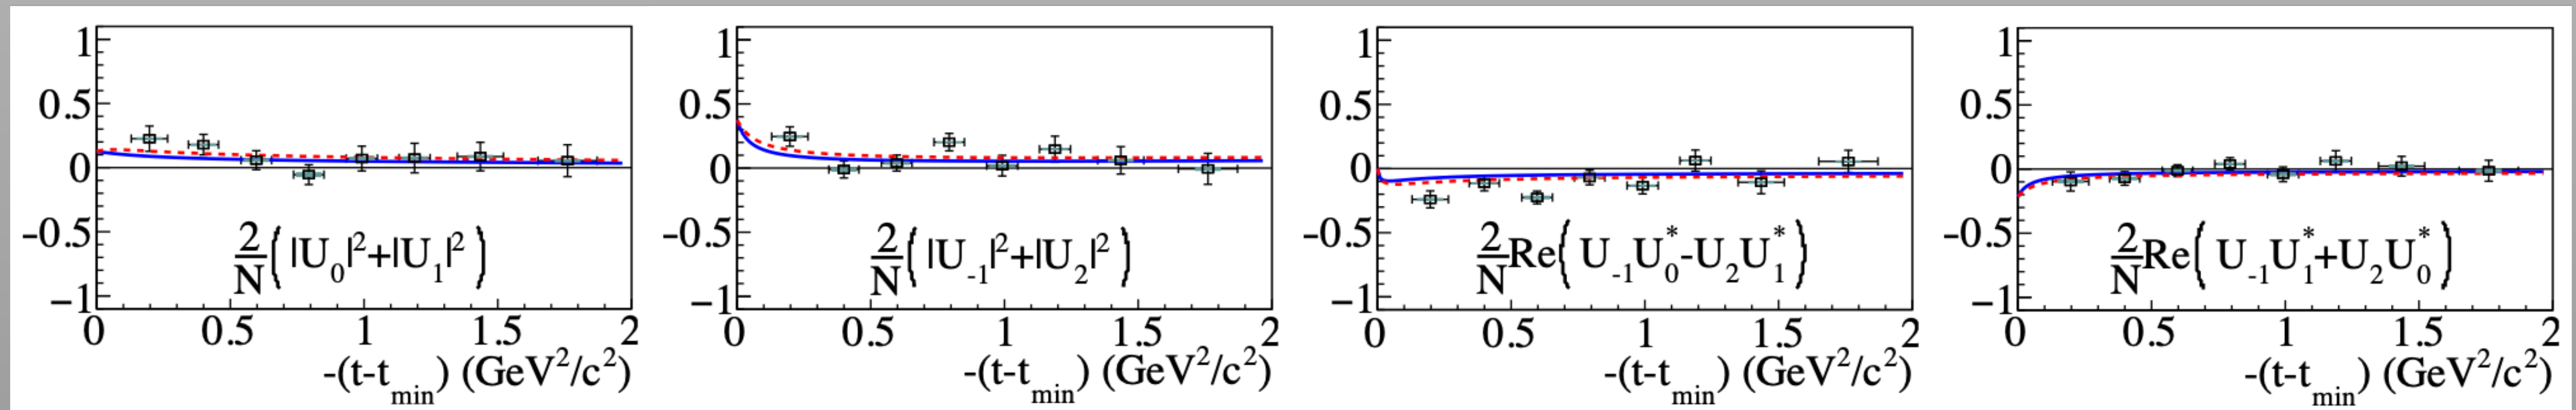 1 1 1 1
0.5 0.5 0.5 0.5
0 0 0 0
-0.5 -0.5 -0.5 -0.5
2/N(|U0|²+|U1|²) 2/N(|U-1|²+|U2|²) 2/N Re(U-1U0*-U2U1*) 2/N Re(U-1U1*+U2U0*)
-1 -1 -1 -1
0 0.5 1 1.5 2 0 0.5 1 1.5 2 0 0.5 1 1.5 2 0 0.5 1 1.5 2
-(t-tmin) (GeV²/c²) -(t-tmin) (GeV²/c²) -(t-tmin) (GeV²/c²) -(t-tmin) (GeV²/c²)